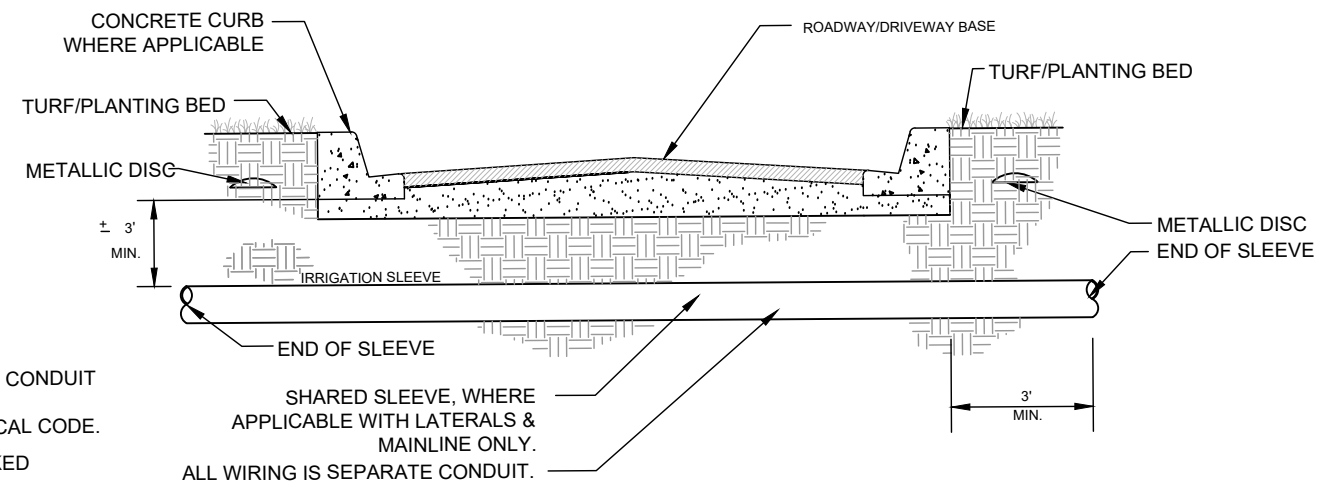 CONCRETE CURB
WHERE APPLICABLE
ROADWAY/DRIVEWAY BASE
TURF/PLANTING BED
TURF/PLANTING BED
METALLIC DISC
± 3'
MIN.
METALLIC DISC
END OF SLEEVE
IRRIGATION SLEEVE
END OF SLEEVE
CONDUIT
CAL CODE.
KED
SHARED SLEEVE, WHERE
APPLICABLE WITH LATERALS &
MAINLINE ONLY.
ALL WIRING IS SEPARATE CONDUIT.
3'
MIN.